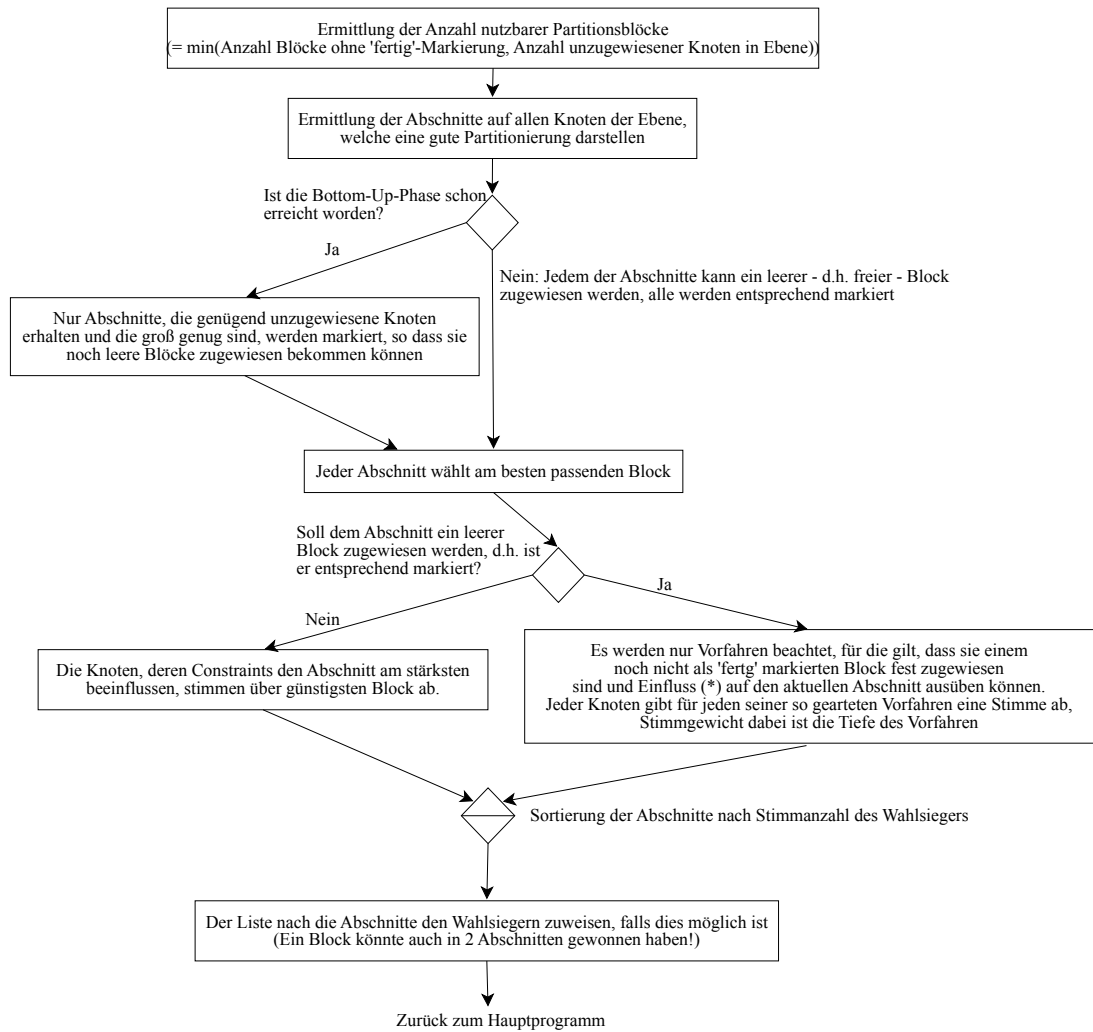 Ermittlung der Anzahl nutzbarer Partitionsblöcke
(= min(Anzahl Blöcke ohne 'fertig'-Markierung, Anzahl unzugewiesener Knoten in Ebene))
Ermittlung der Abschnitte auf allen Knoten der Ebene,
welche eine gute Partitionierung darstellen
Ist die Bottom-Up-Phase schon
erreicht worden?
Ja
Nein: Jedem der Abschnitte kann ein leerer - d.h. freier - Block
zugewiesen werden, alle werden entsprechend markiert
Nur Abschnitte, die genügend unzugewiesene Knoten
erhalten und die groß genug sind, werden markiert, so dass sie
noch leere Blöcke zugewiesen bekommen können
Jeder Abschnitt wählt am besten passenden Block
Soll dem Abschnitt ein leerer
Block zugewiesen werden, d.h. ist
er entsprechend markiert?
Ja
Nein
Die Knoten, deren Constraints den Abschnitt am stärksten
beeinflussen, stimmen über günstigsten Block ab.
Es werden nur Vorfahren beachtet, für die gilt, dass sie einem
noch nicht als 'fertg' markierten Block fest zugewiesen
sind und Einfluss (*) auf den aktuellen Abschnitt ausüben können.
Jeder Knoten gibt für jeden seiner so gearteten Vorfahren eine Stimme ab,
Stimmgewicht dabei ist die Tiefe des Vorfahren
Sortierung der Abschnitte nach Stimmanzahl des Wahlsiegers
Der Liste nach die Abschnitte den Wahlsiegern zuweisen, falls dies möglich ist
(Ein Block könnte auch in 2 Abschnitten gewonnen haben!)
Zurück zum Hauptprogramm